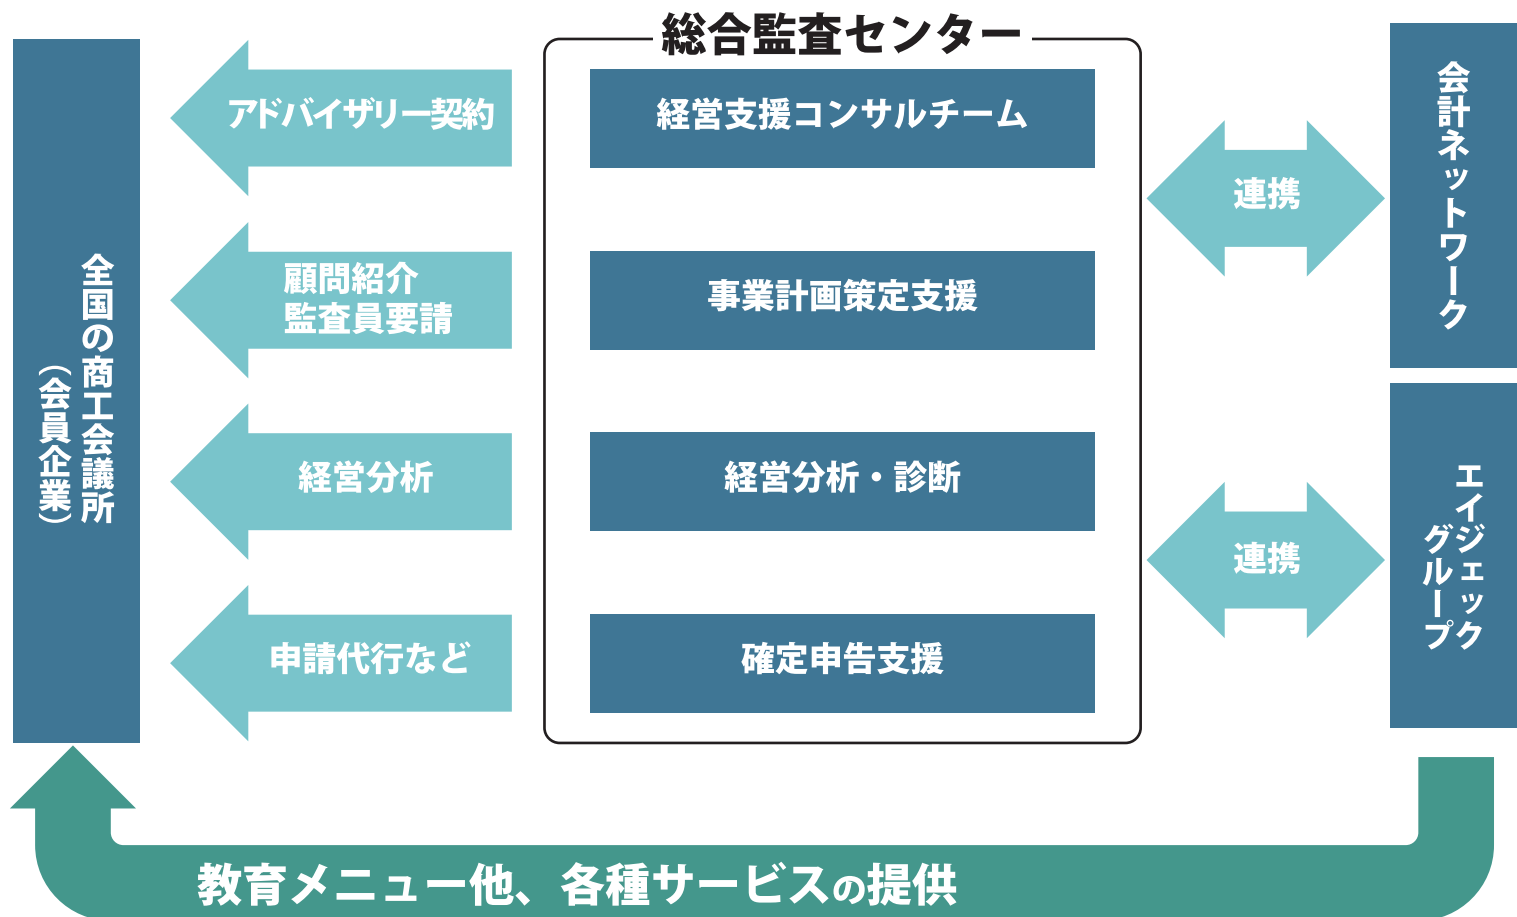 総合監査センター
全国の商工会議所
（会員企業）
アドバイザリー契約
顧問紹介
監査員要請
経営分析
申請代行など
経営支援コンサルチーム
事業計画策定支援
経営分析・診断
確定申告支援
連携
連携
会計ネットワーク
エイジェック
グループ
教育メニュー他、各種サービスの提供